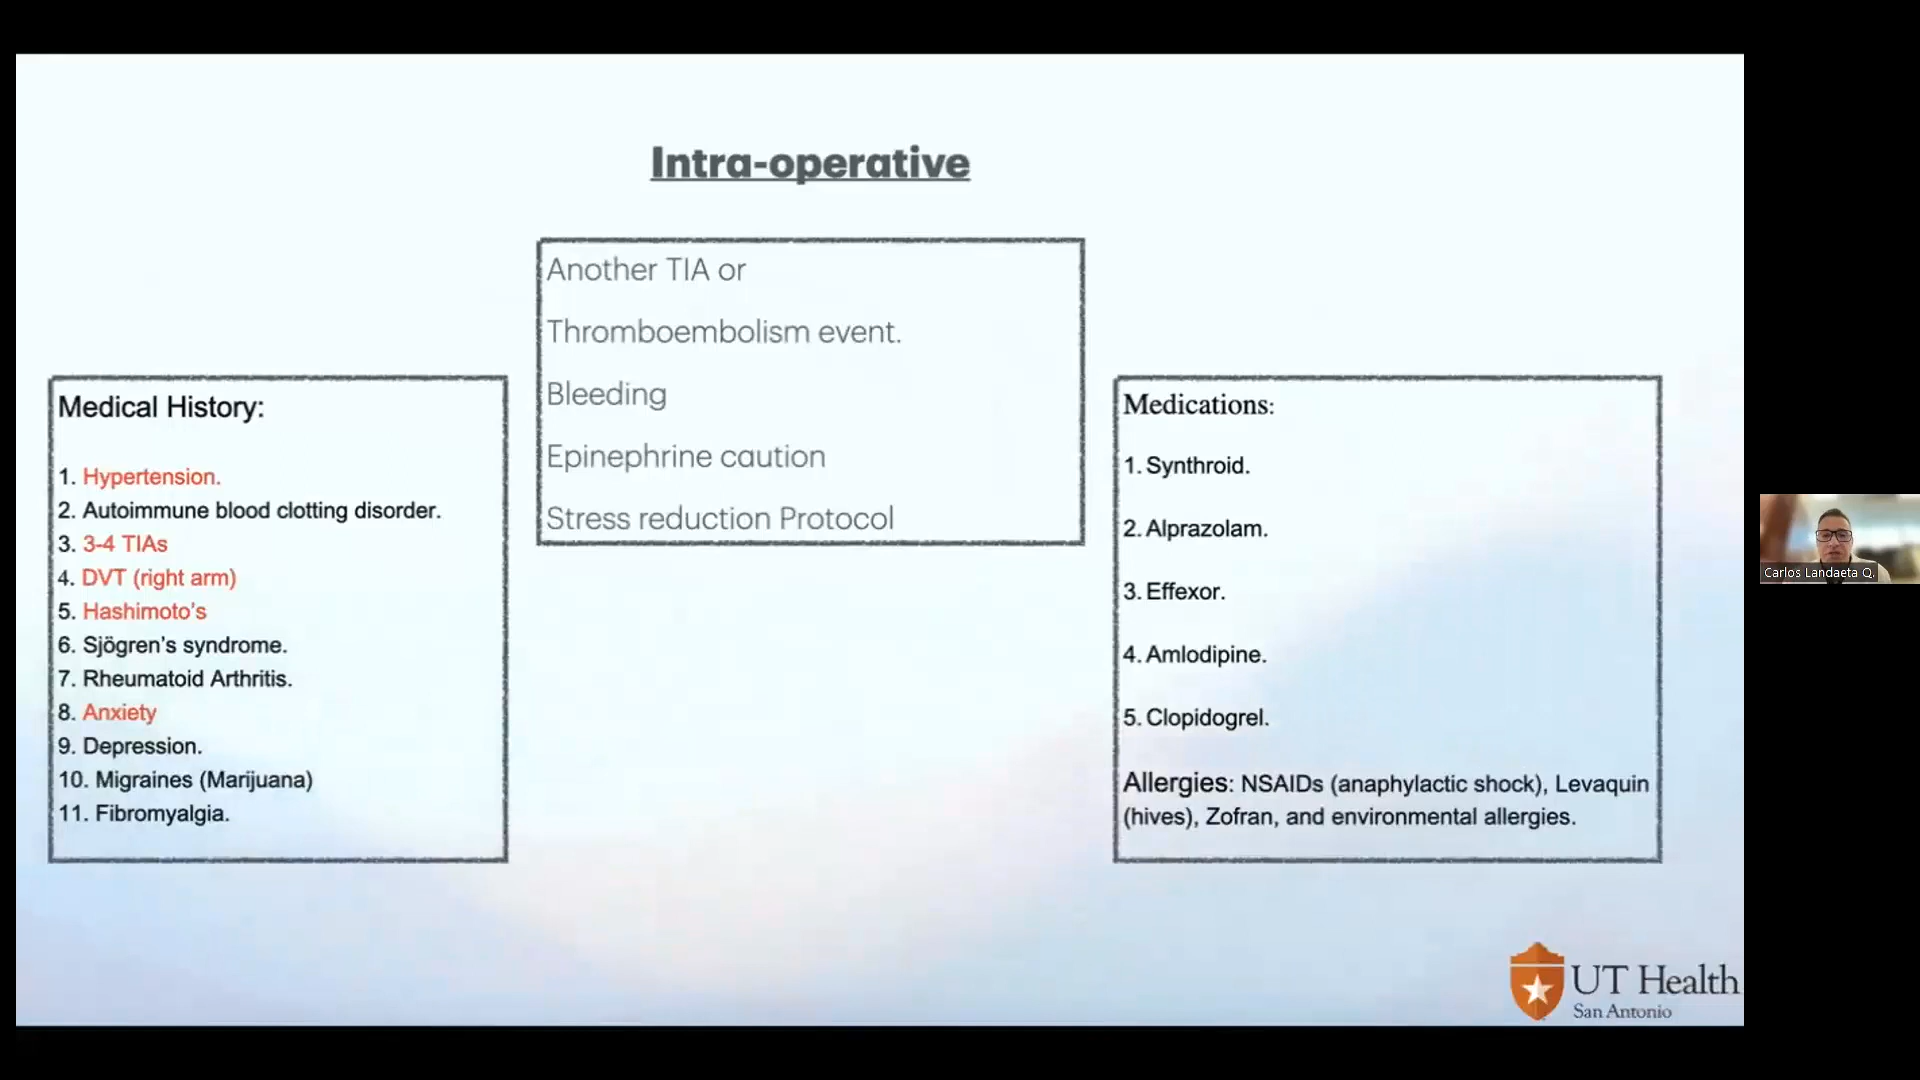 Intra-operative
Another TIA or
Thromboembolism event.
Bleeding
Epinephrine caution
Stress reduction Protocol
Medical History:
1. Hypertension.
2. Autoimmune blood clotting disorder.
3. 3-4 TIAs
4. DVT (right arm)
5. Hashimoto's
6. Sjögren's syndrome.
7. Rheumatoid Arthritis.
8. Anxiety
9. Depression.
10. Migraines (Marijuana)
11. Fibromyalgia.
Medications:
1. Synthroid.
2. Alprazolam.
3. Effexor.
4. Amlodipine.
5. Clopidogrel.
Allergies: NSAIDs (anaphylactic shock), Levaquin
(hives), Zofran, and environmental allergies.
Carlos Landaeta Q.
UT Health
San Antonio